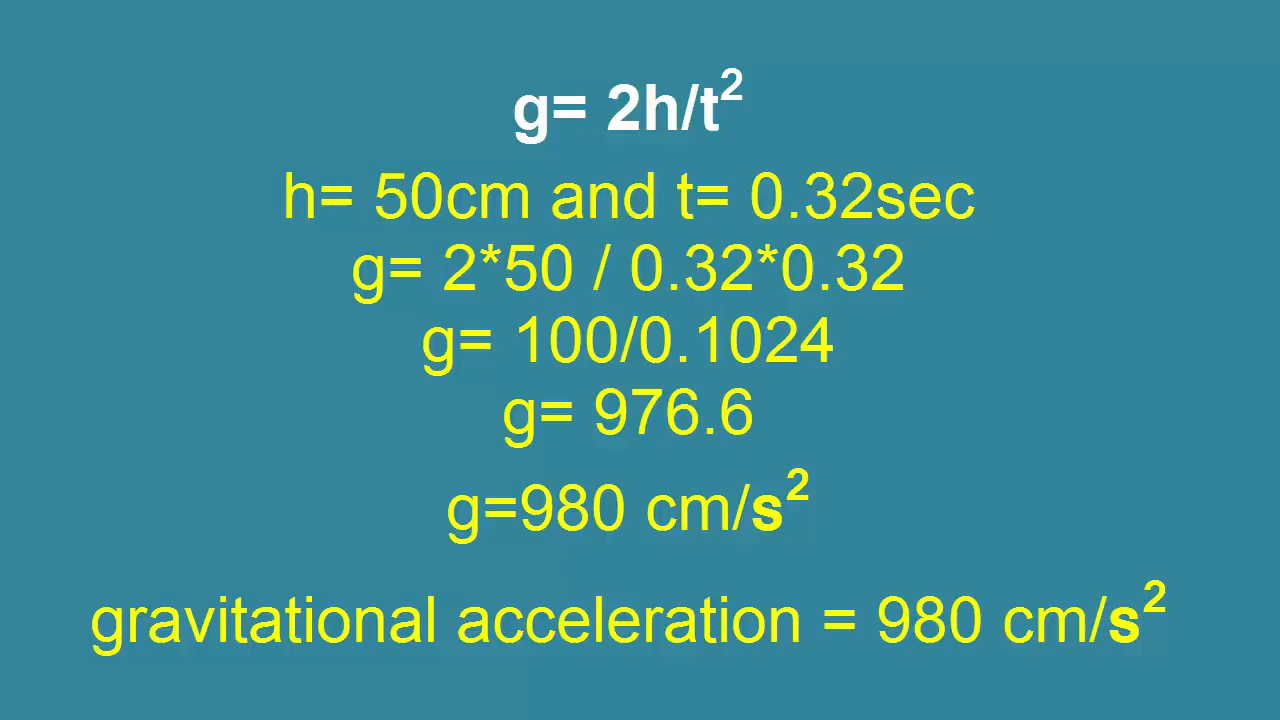 g= 2h/t²
h= 50cm and t= 0.32sec
g= 2*50 / 0.32*0.32
g= 100/0.1024
g= 976.6
g=980 cm/s²
gravitational acceleration = 980 cm/s²